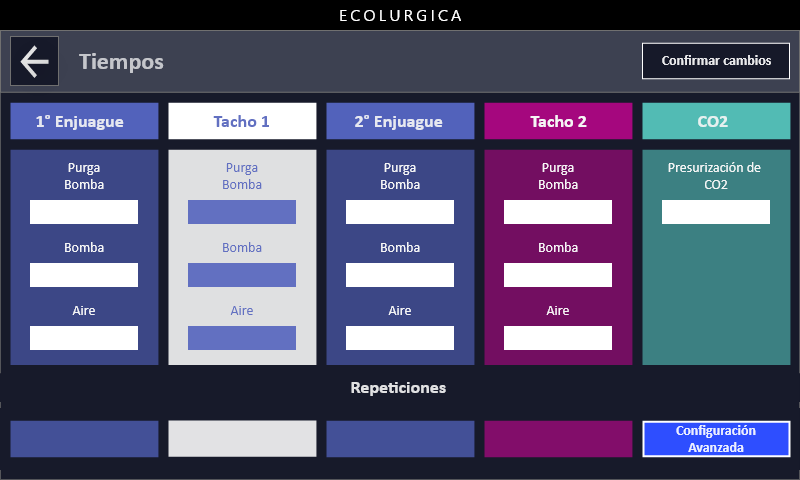 ECOLURGICA
Tiempos
Confirmar cambios
1° Enjuague
Tacho 1
2° Enjuague
Tacho 2
CO2
Purga
Bomba
Purga
Bomba
Purga
Bomba
Purga
Bomba
Presurización de
CO2
Bomba
Bomba
Bomba
Bomba
Aire
Aire
Aire
Aire
Repeticiones
Configuración
Avanzada